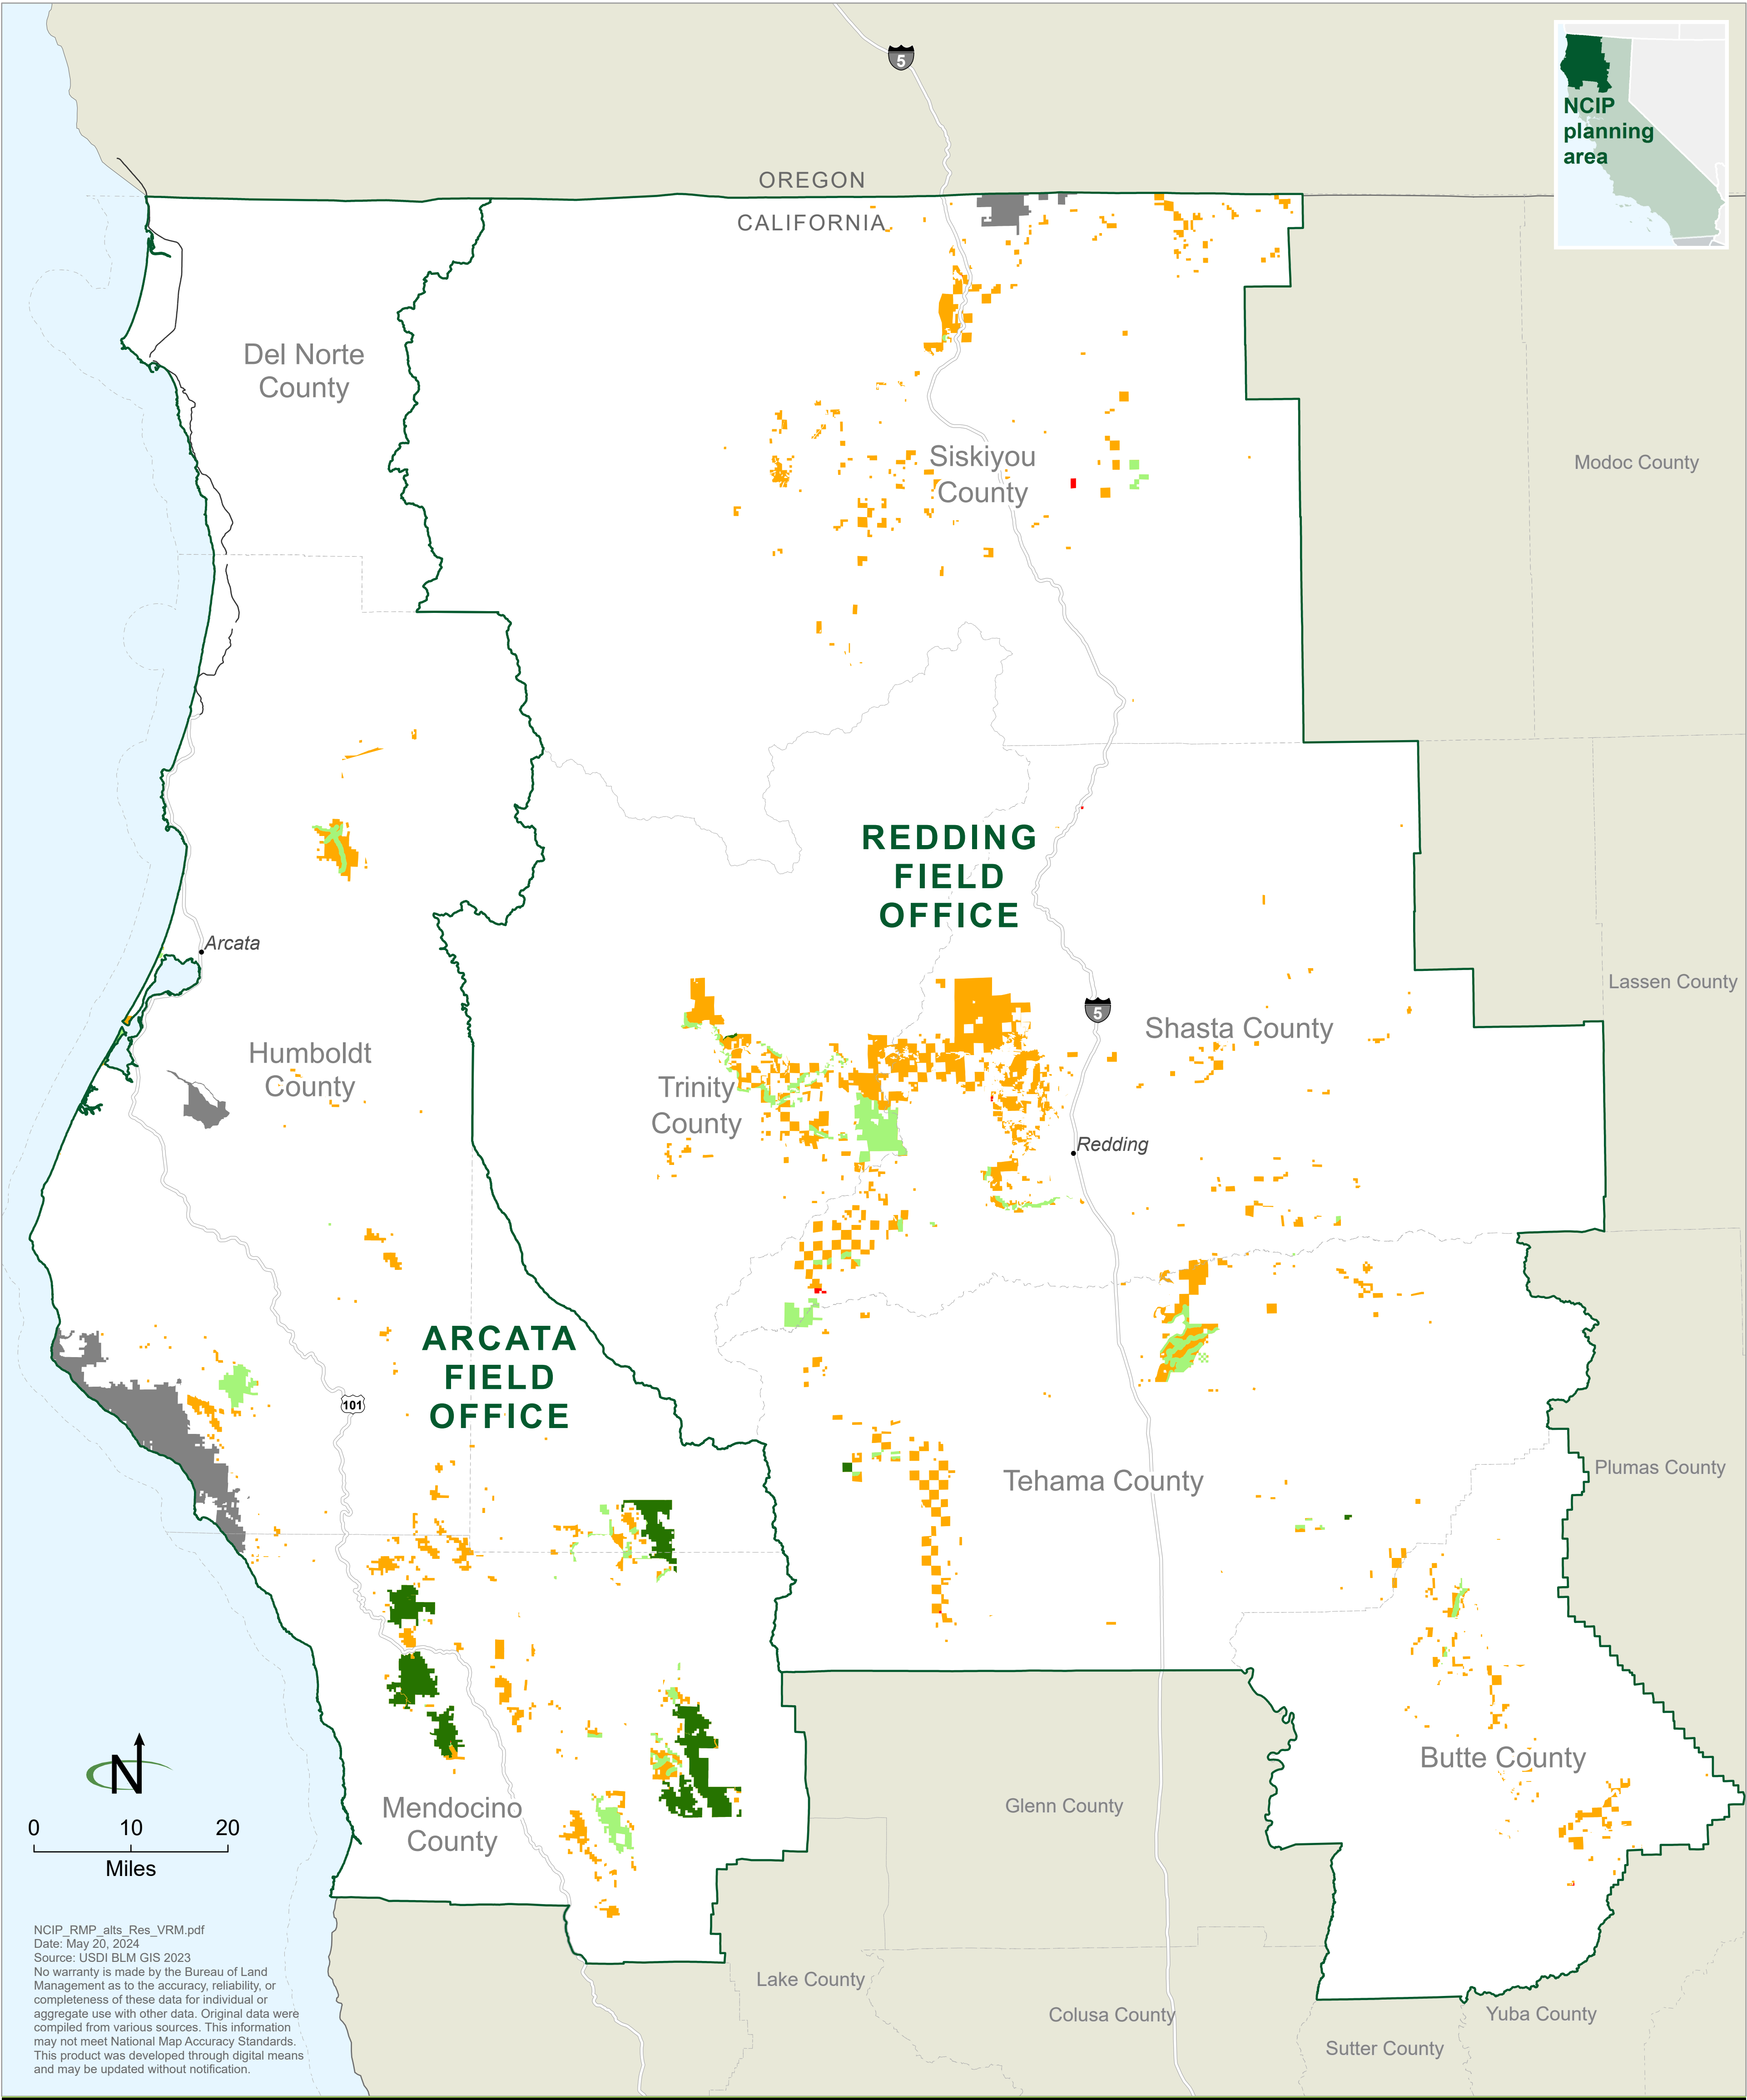 5
NCIP
planning
area
OREGON
CALIFORNIA
Del Norte
County
Siskiyou
County
Modoc County
REDDING
FIELD
OFFICE
Arcata
Lassen County
5
Shasta County
Humboldt
County
Trinity
County
Redding
ARCATA
FIELD
OFFICE
101
Tehama County
Plumas County
N
Butte County
Mendocino
County
Glenn County
0 10 20
Miles
NCIP_RMP_alts_Res_VRM.pdf
Date: May 20, 2024
Source: USDI BLM GIS 2023
No warranty is made by the Bureau of Land
Management as to the accuracy, reliability, or
completeness of these data for individual or
aggregate use with other data. Original data were
compiled from various sources. This information
may not meet National Map Accuracy Standards.
This product was developed through digital means
and may be updated without notification.
Lake County
Colusa County
Yuba County
Sutter County